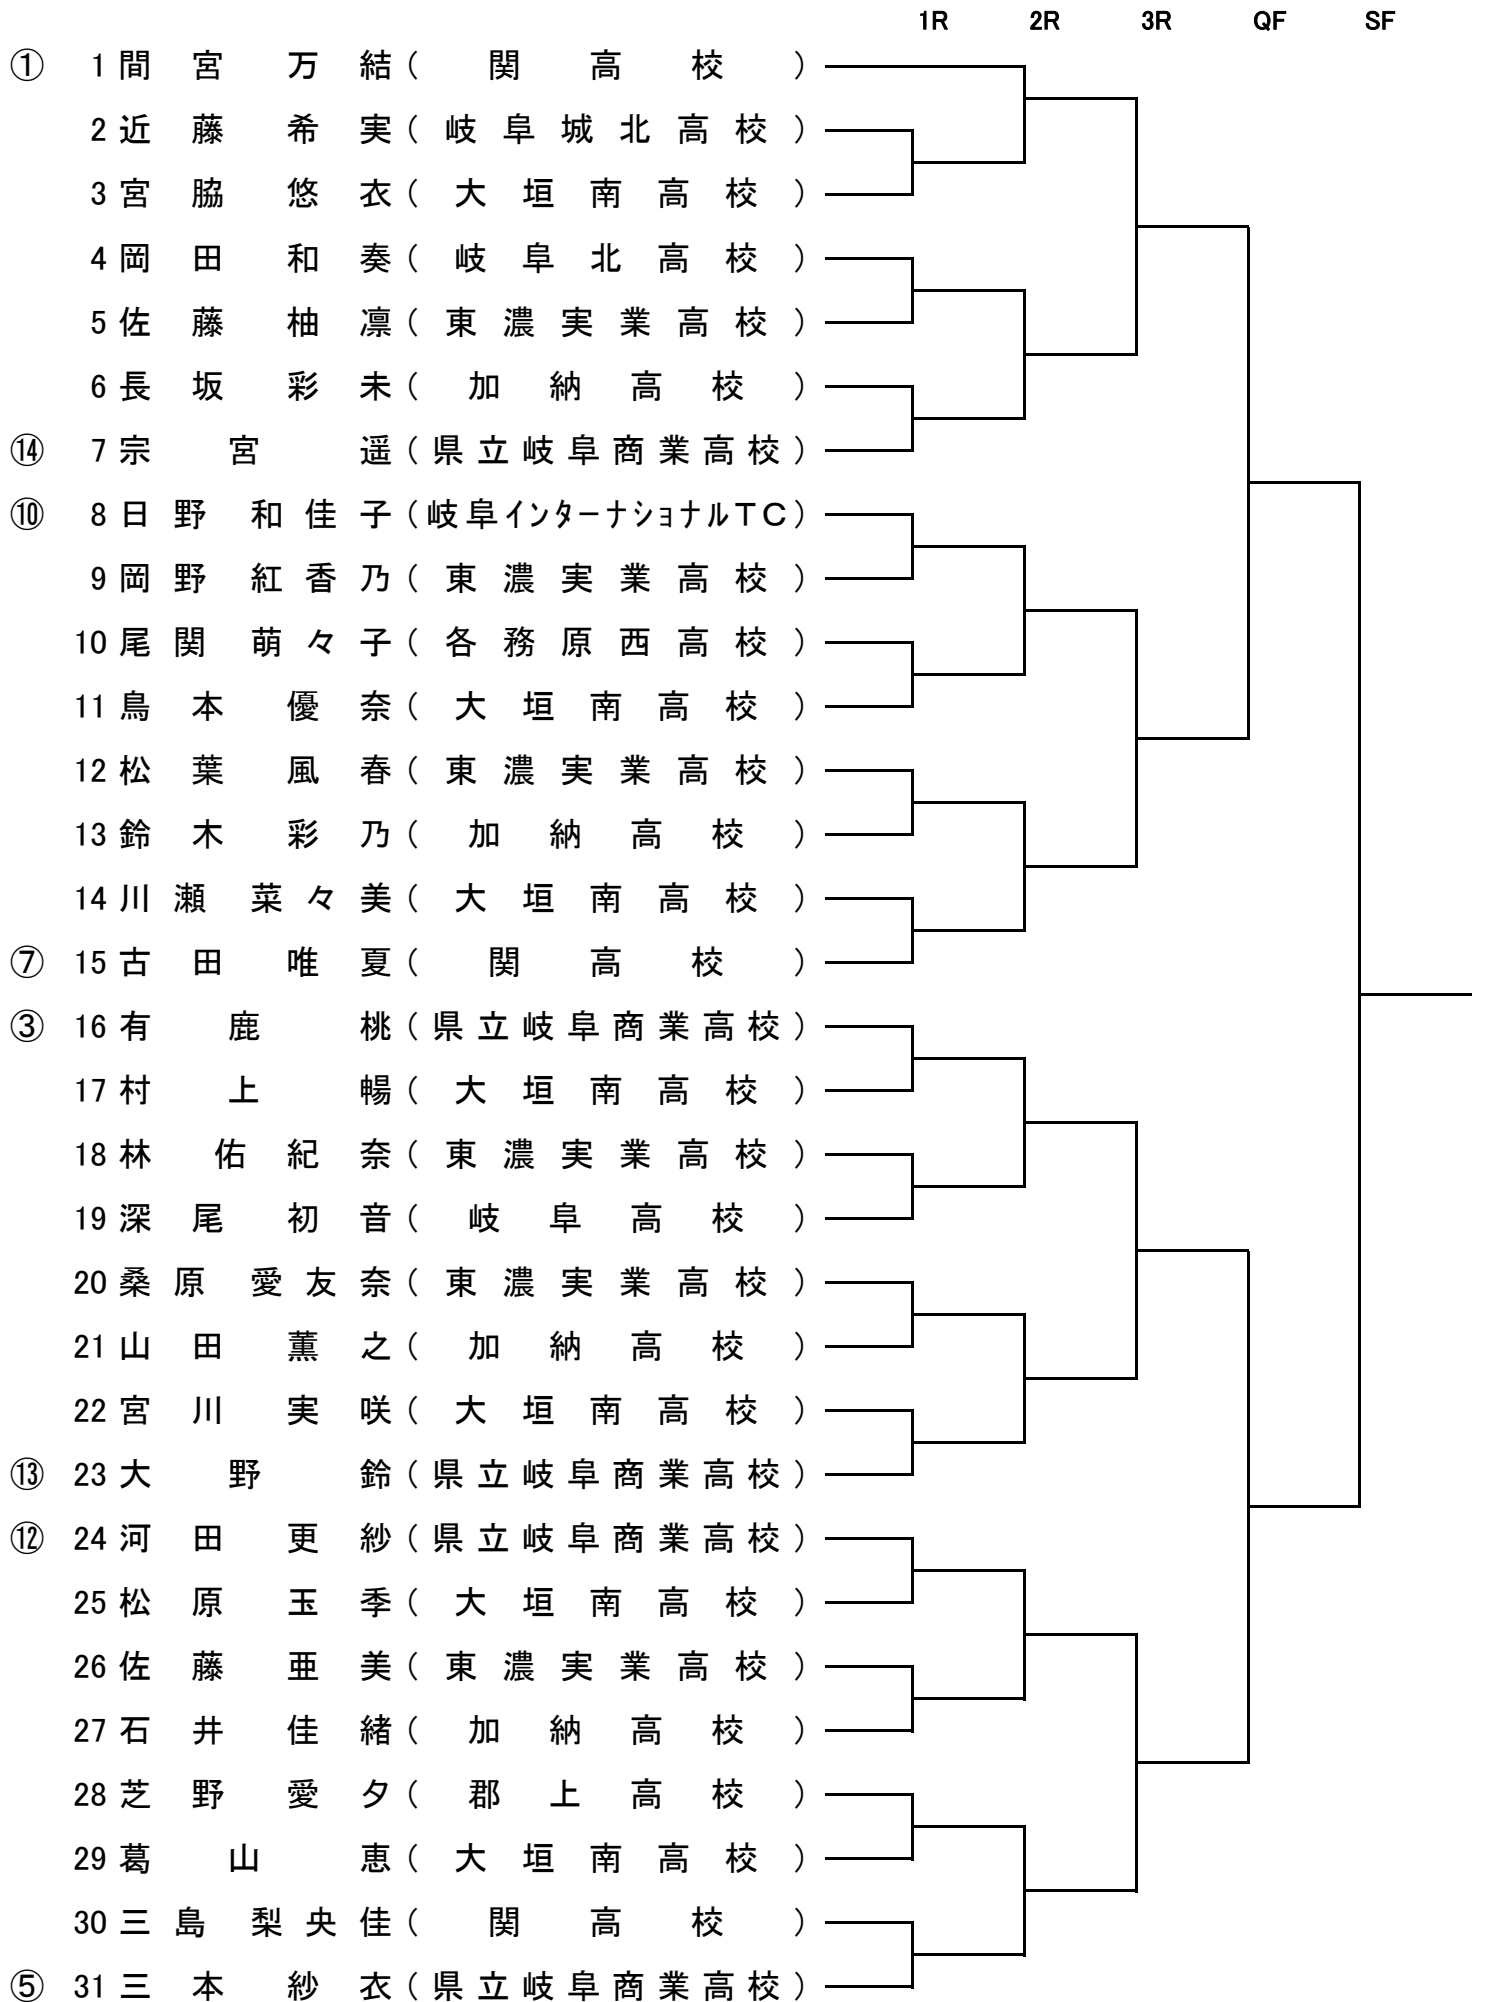 1R 2R 3R QF SF
① 1 間宮 万結 (関高校)
2 近藤 希実 (岐阜城北高校)
3 宮脇 悠衣 (大垣南高校)
4 岡田 和奏 (岐阜北高校)
5 佐藤 柚凛 (東濃実業高校)
6 長坂 彩未 (加納高校)
⑭ 7 宗宮 遥 (県立岐阜商業高校)
⑩ 8 日野 和佳子 (岐阜インターナショナルTC)
9 岡野 紅香乃 (東濃実業高校)
10 尾関 萌々子 (各務原西高校)
11 鳥本 優奈 (大垣南高校)
12 松葉 風春 (東濃実業高校)
13 鈴木 彩乃 (加納高校)
14 川瀬 菜々美 (大垣南高校)
⑦ 15 古田 唯夏 (関高校)
③ 16 有鹿 桃 (県立岐阜商業高校)
17 村上 暢 (大垣南高校)
18 林 佑紀奈 (東濃実業高校)
19 深尾 初音 (岐阜高校)
20 桑原 愛友奈 (東濃実業高校)
21 山田 薫之 (加納高校)
22 宮川 実咲 (大垣南高校)
⑬ 23 大野 鈴 (県立岐阜商業高校)
⑫ 24 河田 更紗 (県立岐阜商業高校)
25 松原 玉季 (大垣南高校)
26 佐藤 亜美 (東濃実業高校)
27 石井 佳緒 (加納高校)
28 芝野 愛夕 (郡上高校)
29 葛山 恵 (大垣南高校)
30 三島 梨央佳 (関高校)
⑤ 31 三本 紗衣 (県立岐阜商業高校)